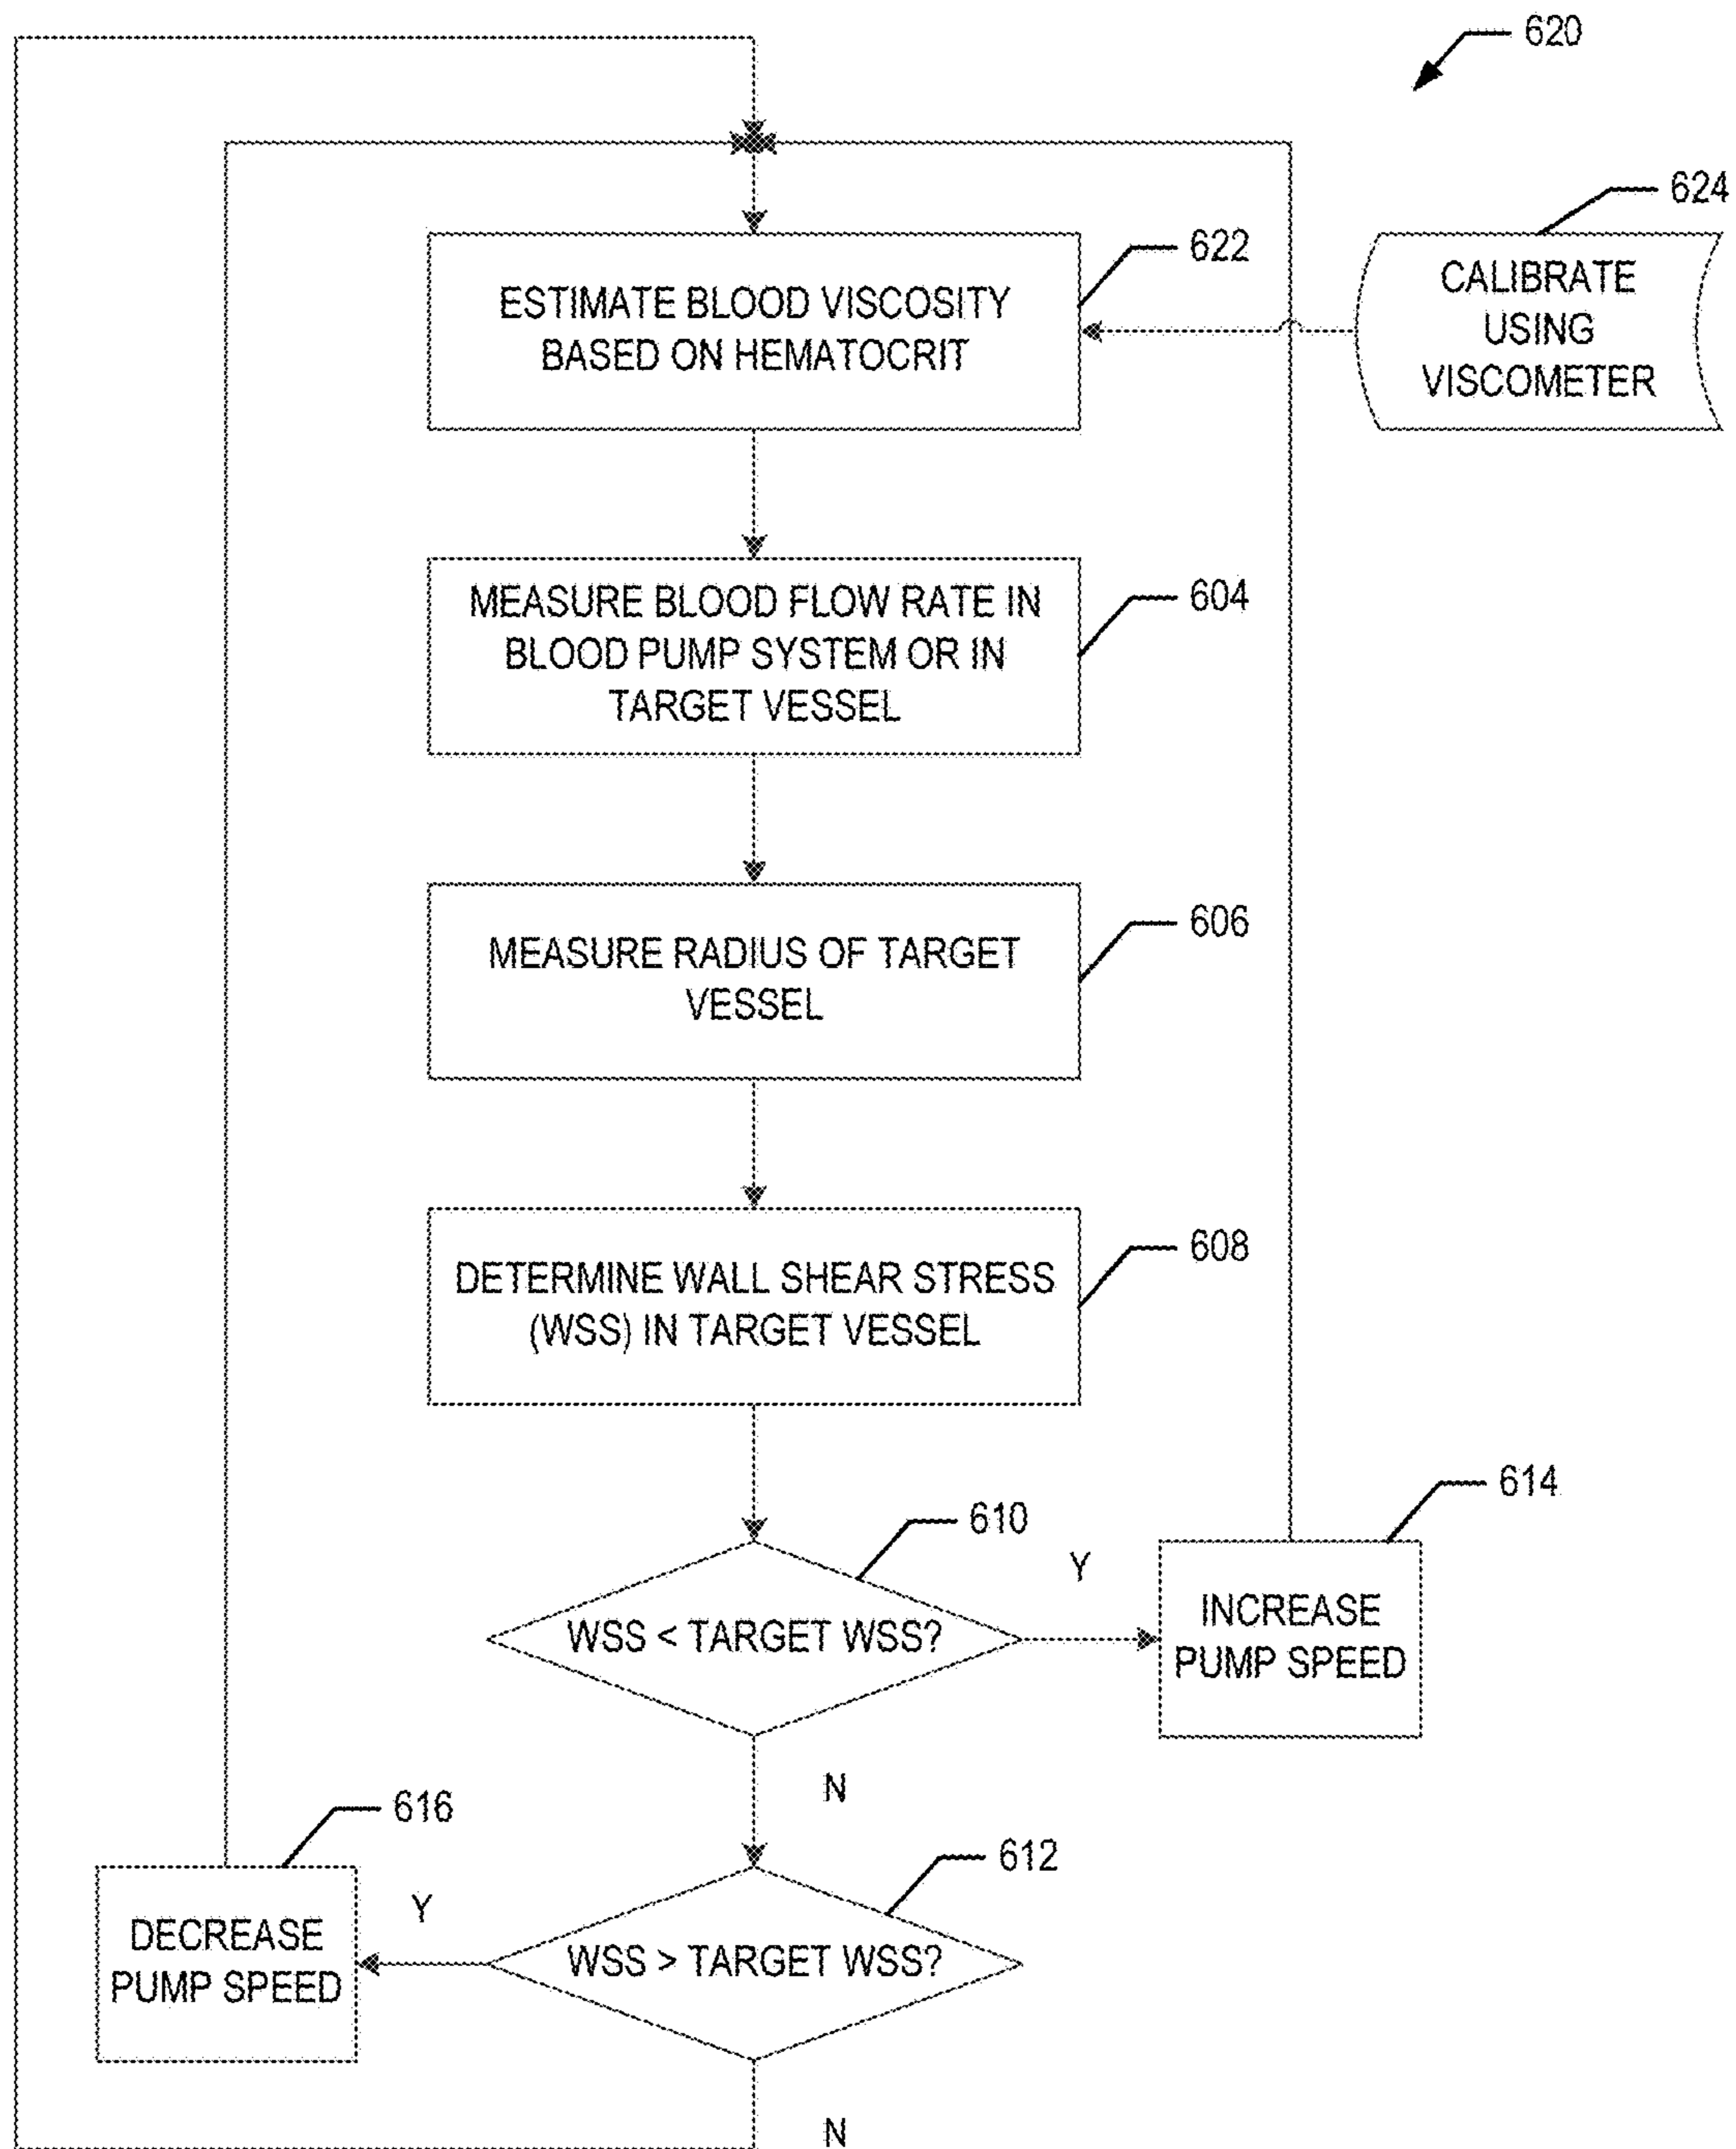 620
624
622
CALIBRATE
USING
VISCOMETER
ESTIMATE BLOOD VISCOSITY
BASED ON HEMATOCRIT
604
MEASURE BLOOD FLOW RATE IN
BLOOD PUMP SYSTEM OR IN
TARGET VESSEL
606
MEASURE RADIUS OF TARGET
VESSEL
608
DETERMINE WALL SHEAR STRESS
(WSS) IN TARGET VESSEL
610
614
Y
WSS < TARGET WSS?
INCREASE
PUMP SPEED
N
616
612
Y
DECREASE
PUMP SPEED
WSS > TARGET WSS?
N